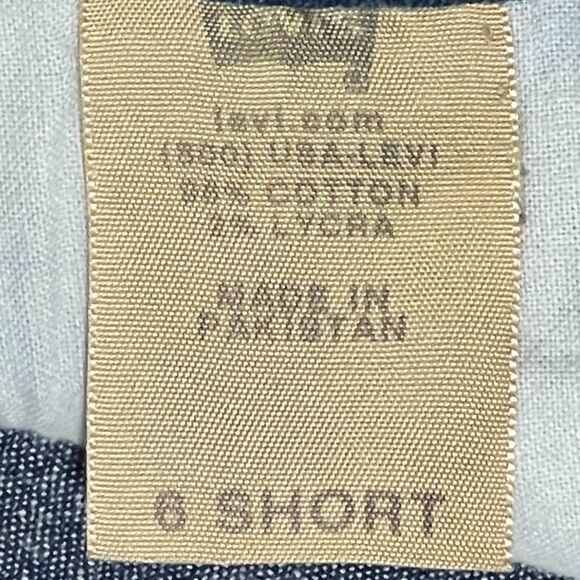 levi.com
(800) USA-LEVI
98% COTTON
2% LYCRA
MADE IN
PAKISTAN
6 SHORT